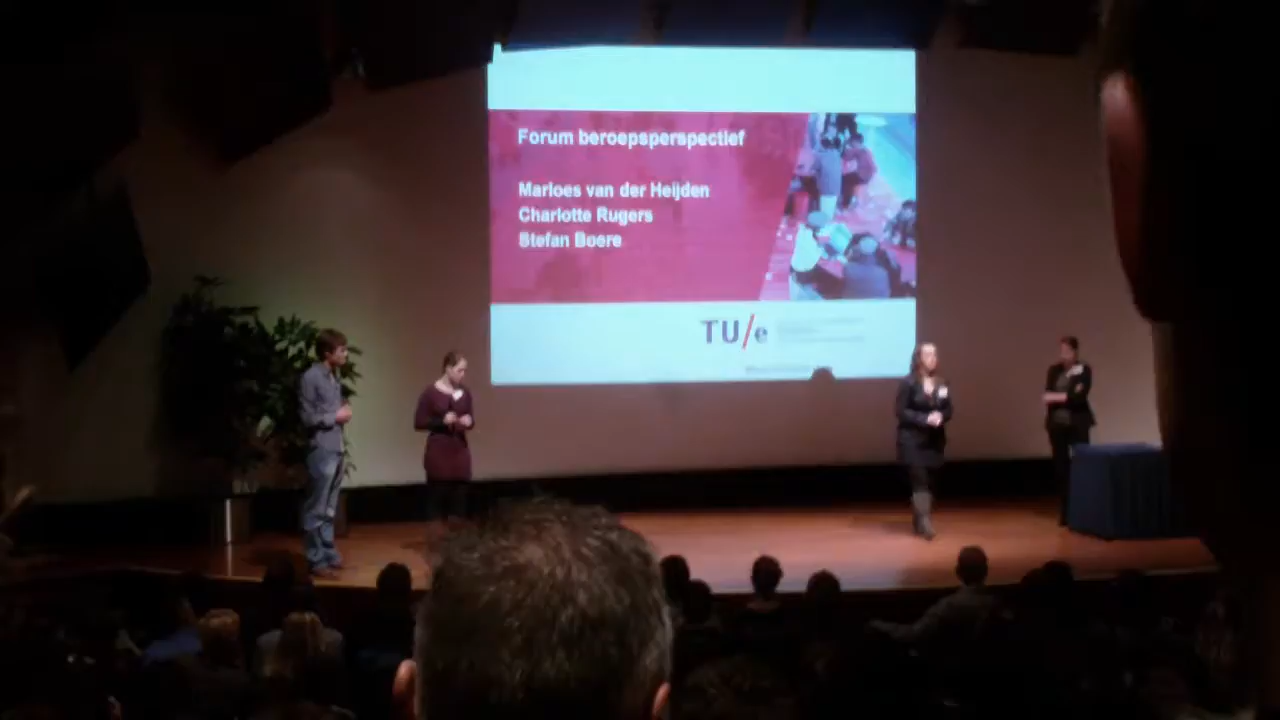 Forum beroepsperspectief
Marloes van der Heijden
Charlotte Rugers
Stefan Boere
TU/e